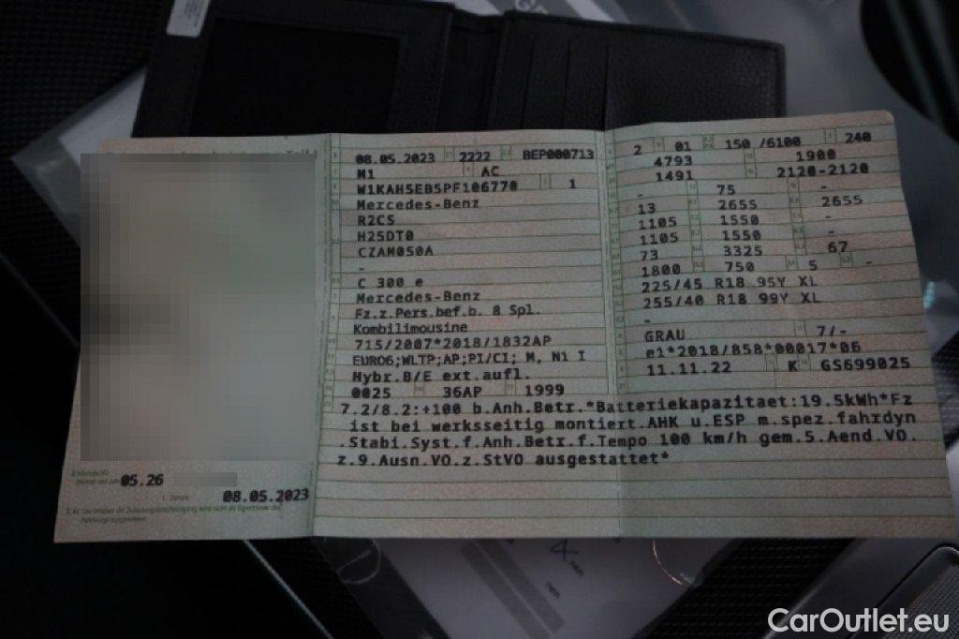 08.05.2023 2222 BEP000713
M1 AC
W1KAH5EB5PF106770 1
Mercedes-Benz
R2CS
H25DT0
CZAM050A
-
C 300 e
Mercedes-Benz
Fz.z.Pers.bef.b. 8 Spl.
Kombilimousine
715/2007*2018/1832AP
EURO6;WLTP;AP;PI/CI; M, N1 I
Hybr.B/E ext.aufl.
0025 36AP 1999
2 01 150 /6100 240
4793 1900
1491 2120-2120
- 75 -
13 2655 2655
1105 1550 -
1105 1550 -
73 3325 67
1800 750 5 -
225/45 R18 95Y XL
255/40 R18 99Y XL
-
GRAU 7/-
e1*2018/858*00017*06
11.11.22 K GS699025
7.2/8.2:+100 b.Anh.Betr.*Batteriekapazitaet:19.5kWh*Fz
ist bei werksseitig montiert.AHK u.ESP m.spez.fahrdyn
.Stabi.Syst.f.Anh.Betr.f.Tempo 100 km/h gem.5.Aend.VO.
z.9.Ausn.VO.z.StVO ausgestattet*
05.26
08.05.2023
CarOutlet.eu